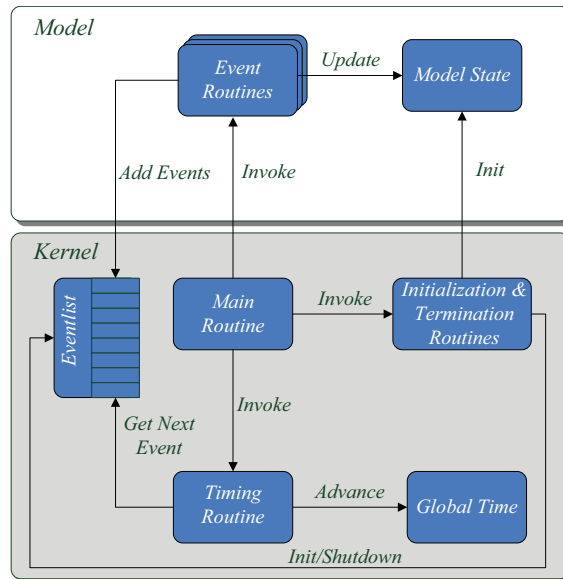 Model
Event
Routines
Update
Model State
Add Events
Invoke
Init
Kernel
Eventlist
Main
Routine
Invoke
Initialization &
Termination
Routines
Invoke
Get Next
Event
Timing
Routine
Advance
Global Time
Init/Shutdown